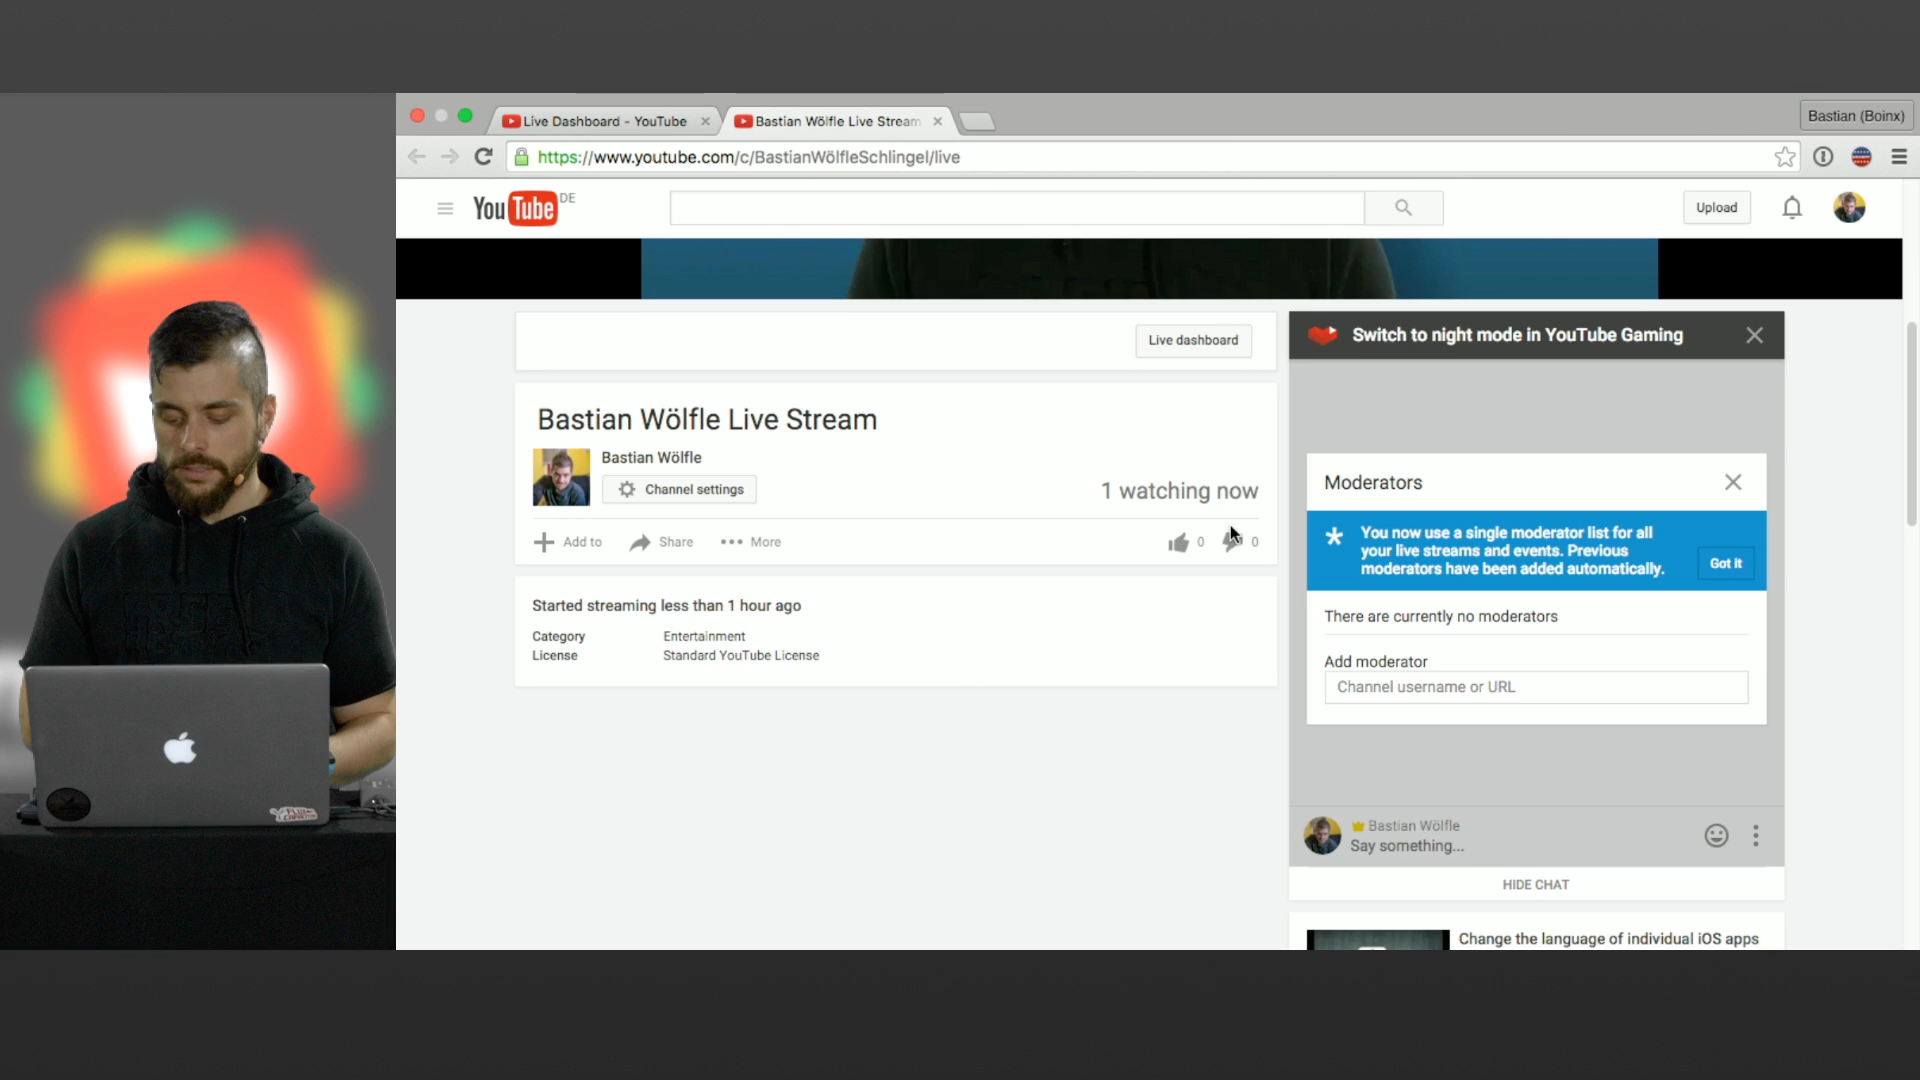 Live Dashboard - YouTube
Bastian Wölfle Live Stream
Bastian (Boinx)
https://www.youtube.com/c/BastianWölfleSchlingel/live
YouTube DE
Upload
Live dashboard
Switch to night mode in YouTube Gaming
Bastian Wölfle Live Stream
Bastian Wölfle
Channel settings
1 watching now
Add to
Share
More
0
0
Started streaming less than 1 hour ago
Category Entertainment
License Standard YouTube License
Moderators
You now use a single moderator list for all
your live streams and events. Previous
moderators have been added automatically.
Got it
There are currently no moderators
Add moderator
Channel username or URL
Bastian Wölfle
Say something...
HIDE CHAT
Change the language of individual iOS apps